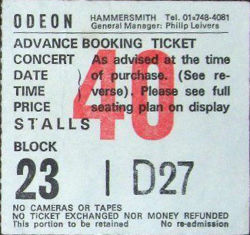 ODEON HAMMERSMITH Tel. 01-748-4081
General Manager: Philip Leivers
ADVANCE BOOKING TICKET
CONCERT As advised at the time
DATE of purchase. (See re-
TIME verse). Please see full
PRICE seating plan on display
STALLS
40
BLOCK
23 | D27
NO CAMERAS OR TAPES
NO TICKET EXCHANGED NOR MONEY REFUNDED
This portion to be retained No re-admission